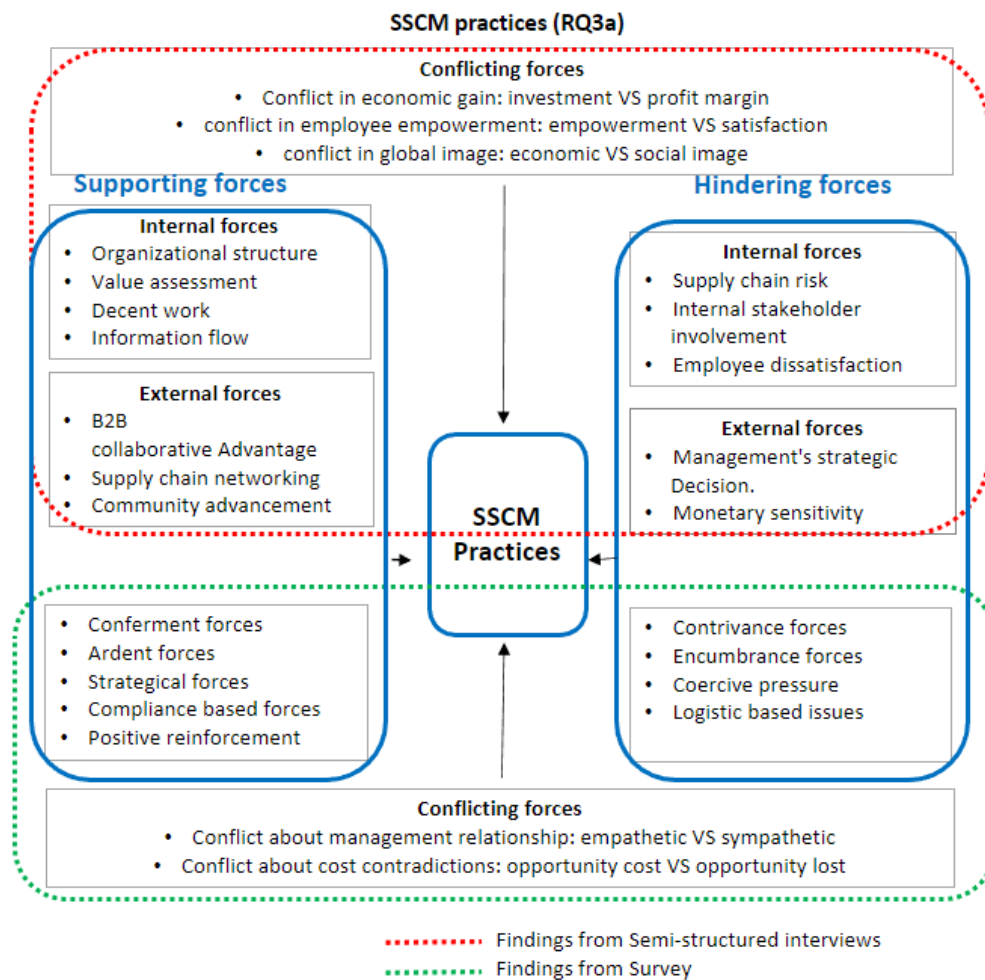 SSCM practices (RQ3a)
Conflicting forces
• Conflict in economic gain: investment VS profit margin
• conflict in employee empowerment: empowerment VS satisfaction
• conflict in global image: economic VS social image
Supporting forces
Internal forces
• Organizational structure
• Value assessment
• Decent work
• Information flow
External forces
• B2B
collaborative Advantage
• Supply chain networking
• Community advancement
• Conferment forces
• Ardent forces
• Strategical forces
• Compliance based forces
• Positive reinforcement
SSCM
Practices
Hindering forces
Internal forces
• Supply chain risk
• Internal stakeholder
involvement
• Employee dissatisfaction
External forces
• Management's strategic
Decision.
• Monetary sensitivity
• Contrivance forces
• Encumbrance forces
• Coercive pressure
• Logistic based issues
Conflicting forces
• Conflict about management relationship: empathetic VS sympathetic
• Conflict about cost contradictions: opportunity cost VS opportunity lost
Findings from Semi-structured interviews
Findings from Survey